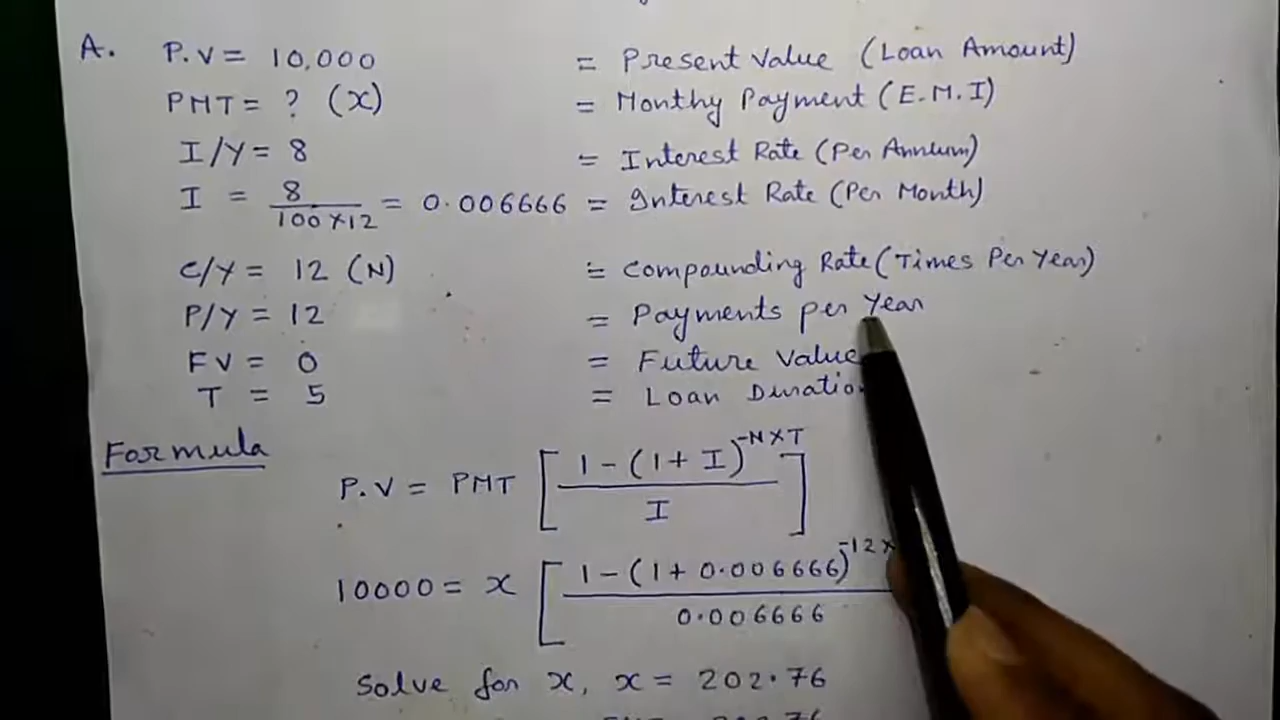 A. P.V = 10,000 = Present Value (Loan Amount)
PMT = ? (x) = Monthy Payment (E.M.I)
I/Y = 8 = Interest Rate (Per Annum)
I = 8/100×12 = 0.006666 = Interest Rate (Per Month)
C/Y = 12 (N) = Compounding Rate (Times Per Year)
P/Y = 12 = Payments per Year
FV = 0 = Future Value
T = 5 = Loan Duratio
Formula
P.V = PMT [ 1-(1+I)^-N×T / I ]
10000 = x [ 1-(1+0.006666)^-12× / 0.006666
Solve for x, x = 202.76